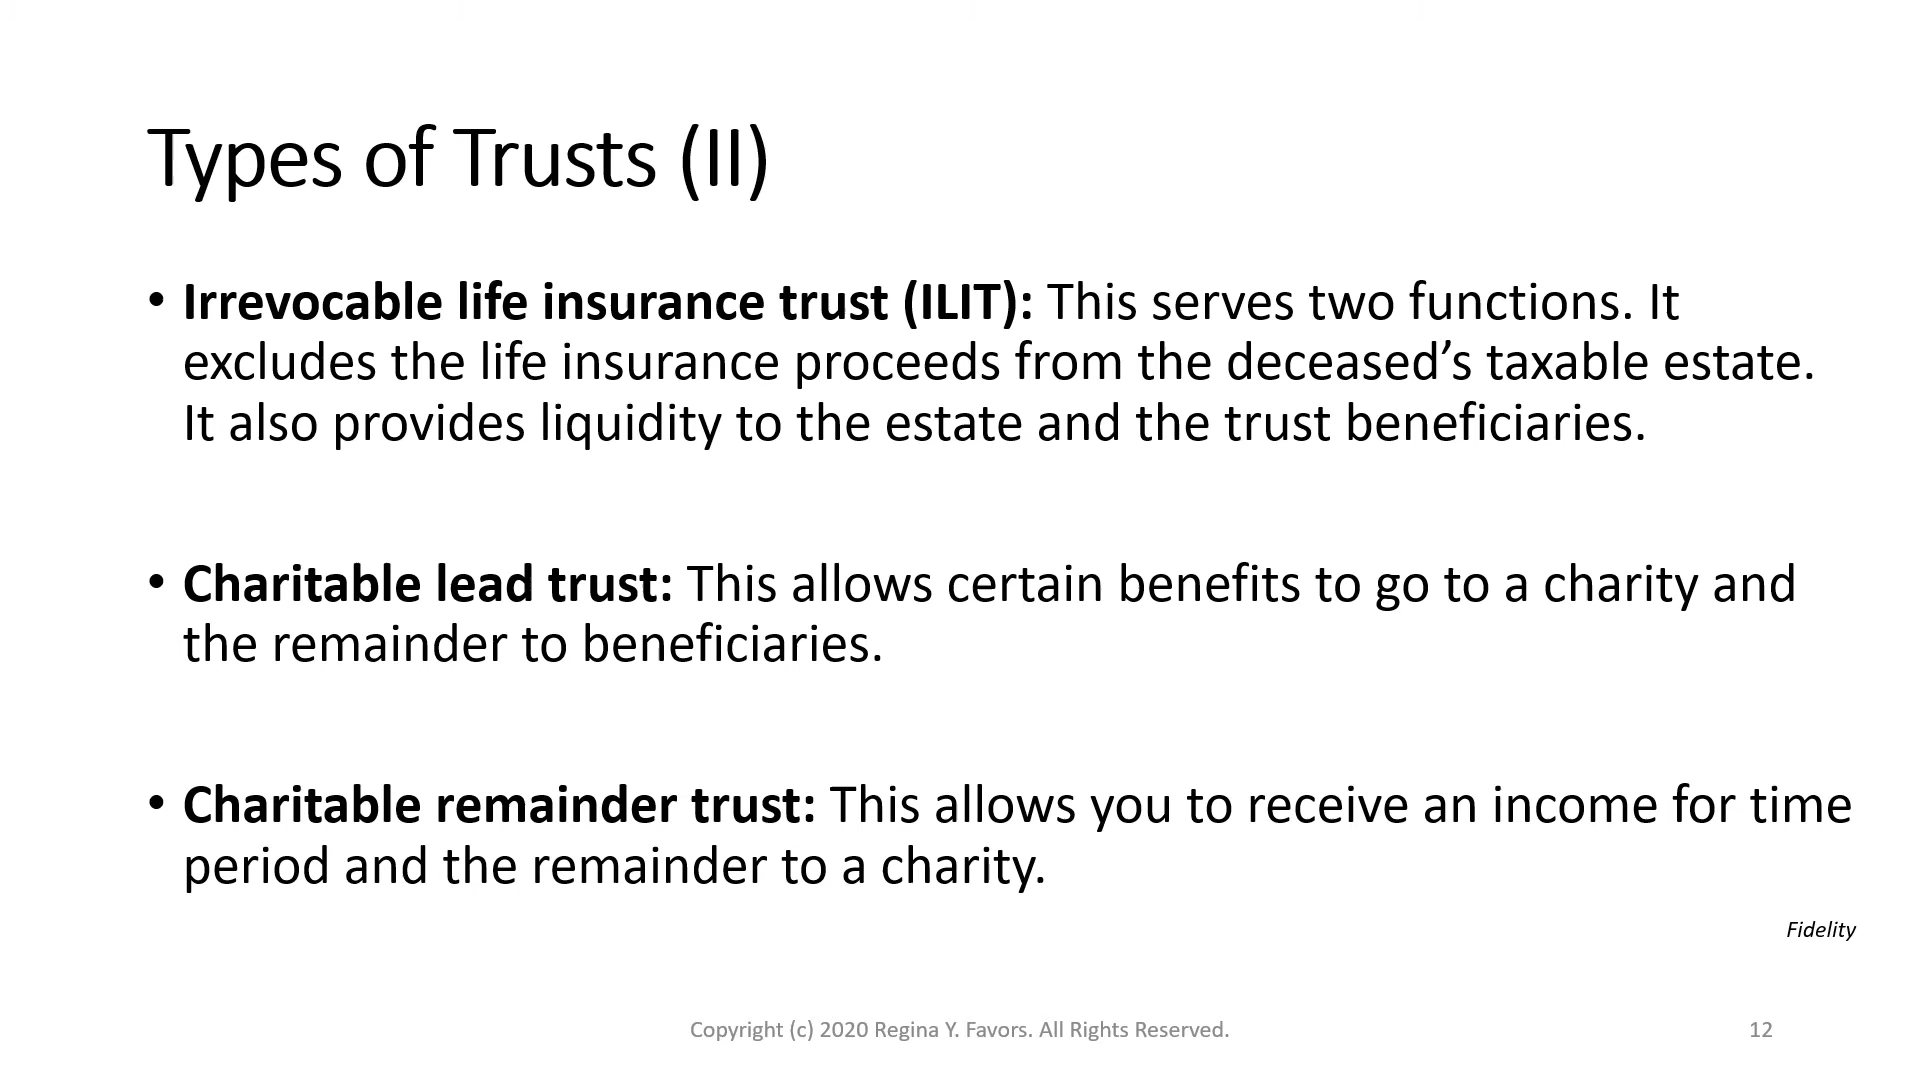 Types of Trusts (II)
• Irrevocable life insurance trust (ILIT): This serves two functions. It
excludes the life insurance proceeds from the deceased’s taxable estate.
It also provides liquidity to the estate and the trust beneficiaries.
• Charitable lead trust: This allows certain benefits to go to a charity and
the remainder to beneficiaries.
• Charitable remainder trust: This allows you to receive an income for time
period and the remainder to a charity.
Fidelity
Copyright (c) 2020 Regina Y. Favors. All Rights Reserved.
12